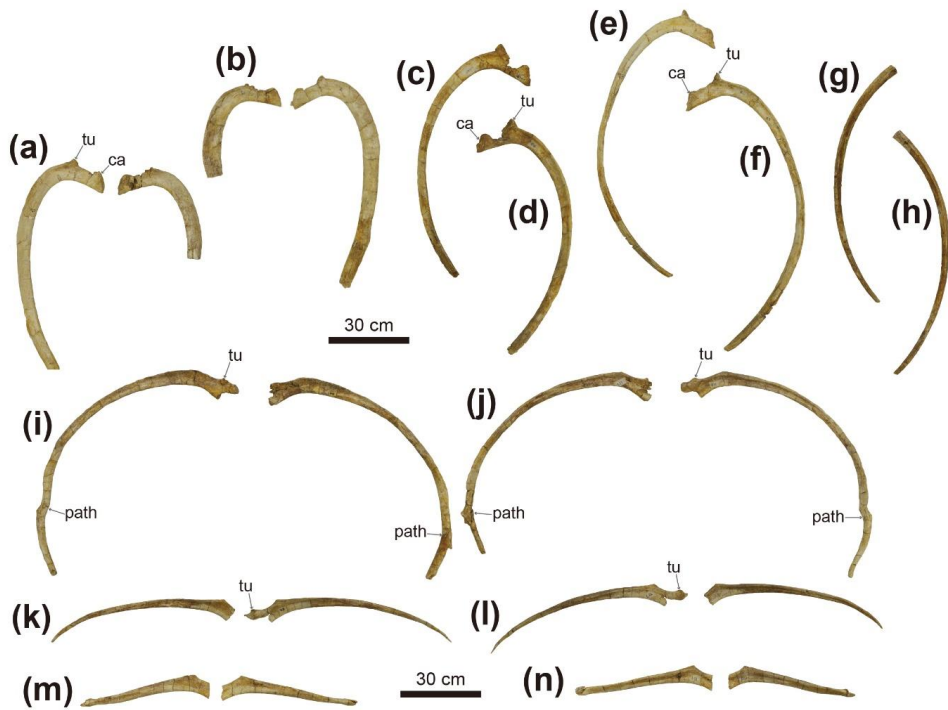 (a)
tu
ca
(b)
(c)
ca
tu
(d)
(e)
ca
tu
(f)
(g)
(h)
30 cm
(i)
tu
path
path
(j)
tu
path
path
(k)
tu
(l)
tu
(m)
30 cm
(n)